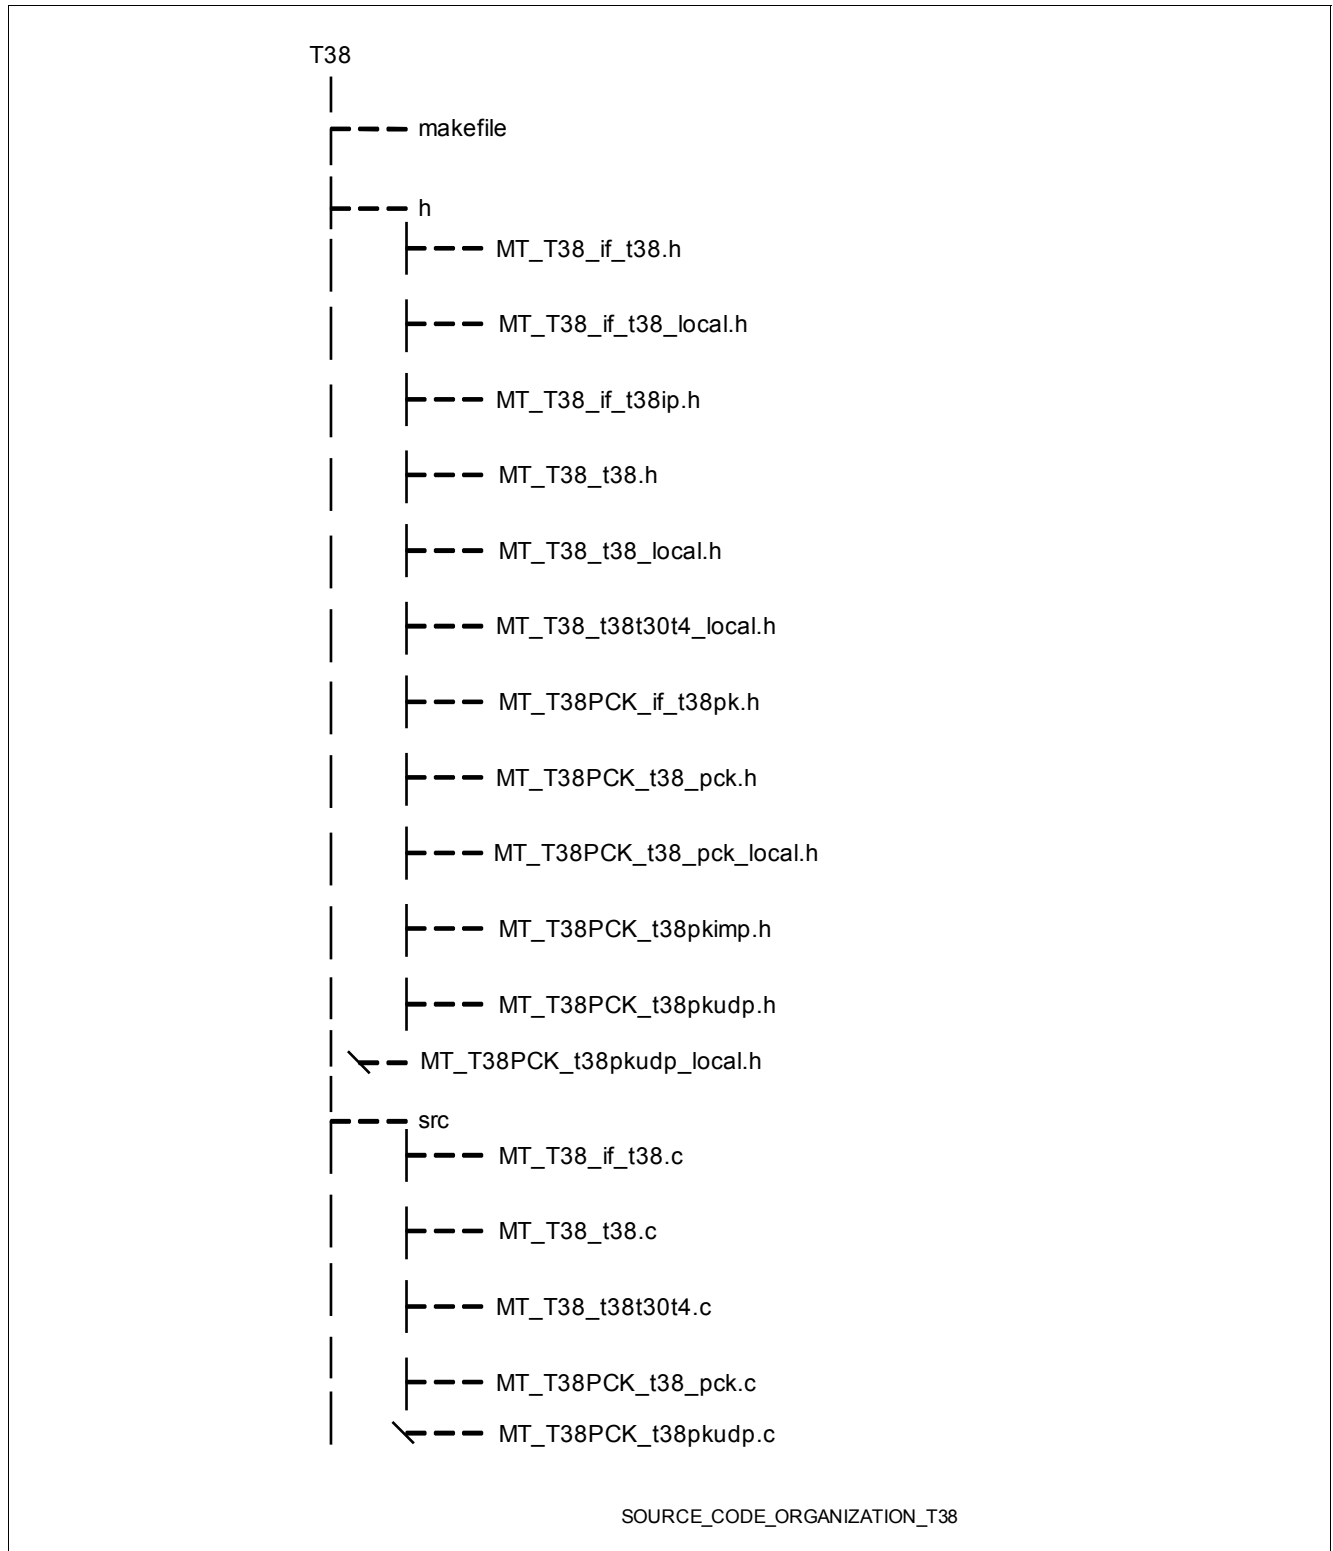 T38
makefile
h
MT_T38_if_t38.h
MT_T38_if_t38_local.h
MT_T38_if_t38ip.h
MT_T38_t38.h
MT_T38_t38_local.h
MT_T38_t38t30t4_local.h
MT_T38PCK_if_t38pk.h
MT_T38PCK_t38_pck.h
MT_T38PCK_t38_pck_local.h
MT_T38PCK_t38pkimp.h
MT_T38PCK_t38pkudp.h
MT_T38PCK_t38pkudp_local.h
src
MT_T38_if_t38.c
MT_T38_t38.c
MT_T38_t38t30t4.c
MT_T38PCK_t38_pck.c
MT_T38PCK_t38pkudp.c
SOURCE_CODE_ORGANIZATION_T38